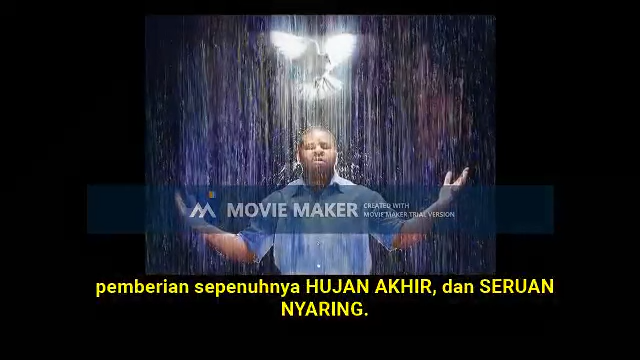 MOVIE MAKER
CREATED WITH
MOVIE MAKER TRIAL VERSION
pemberian sepenuhnya HUJAN AKHIR, dan SERUAN
NYARING.